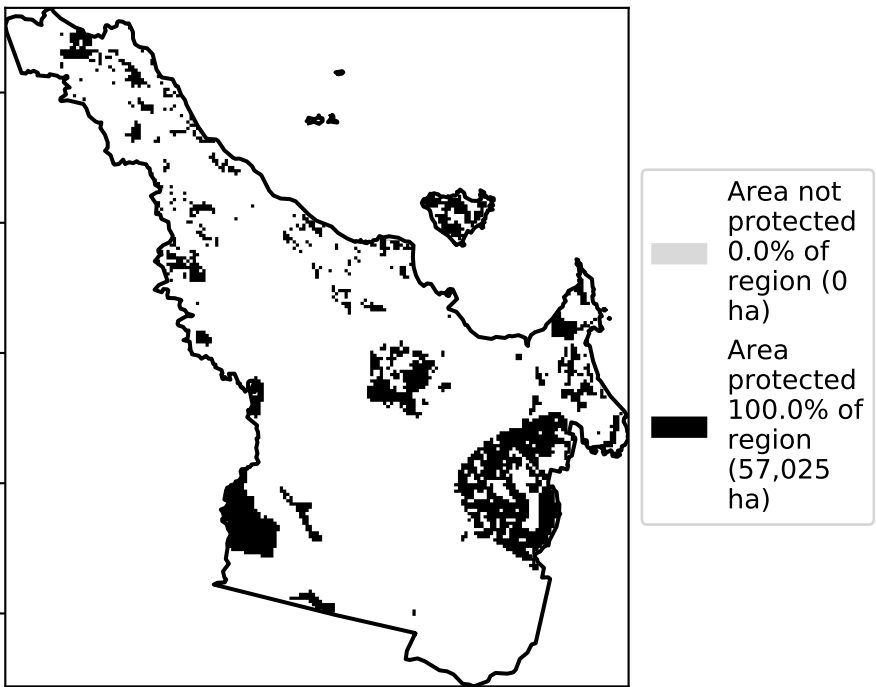 Area not
protected
0.0% of
region (0
ha)
Area
protected
100.0% of
region
(57,025
ha)